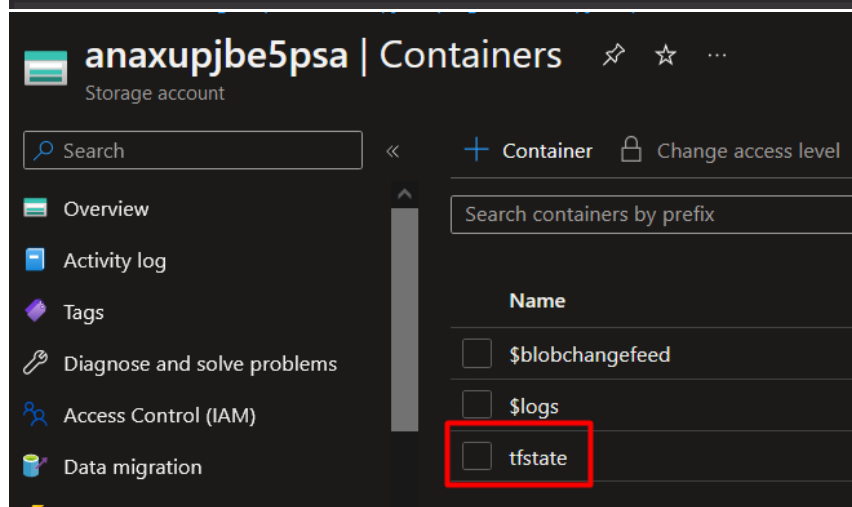 anaxupjbe5psa | Containers
Storage account
Search
Overview
Activity log
Tags
Diagnose and solve problems
Access Control (IAM)
Data migration
Container
Change access level
Search containers by prefix
Name
$blobchangefeed
$logs
tfstate